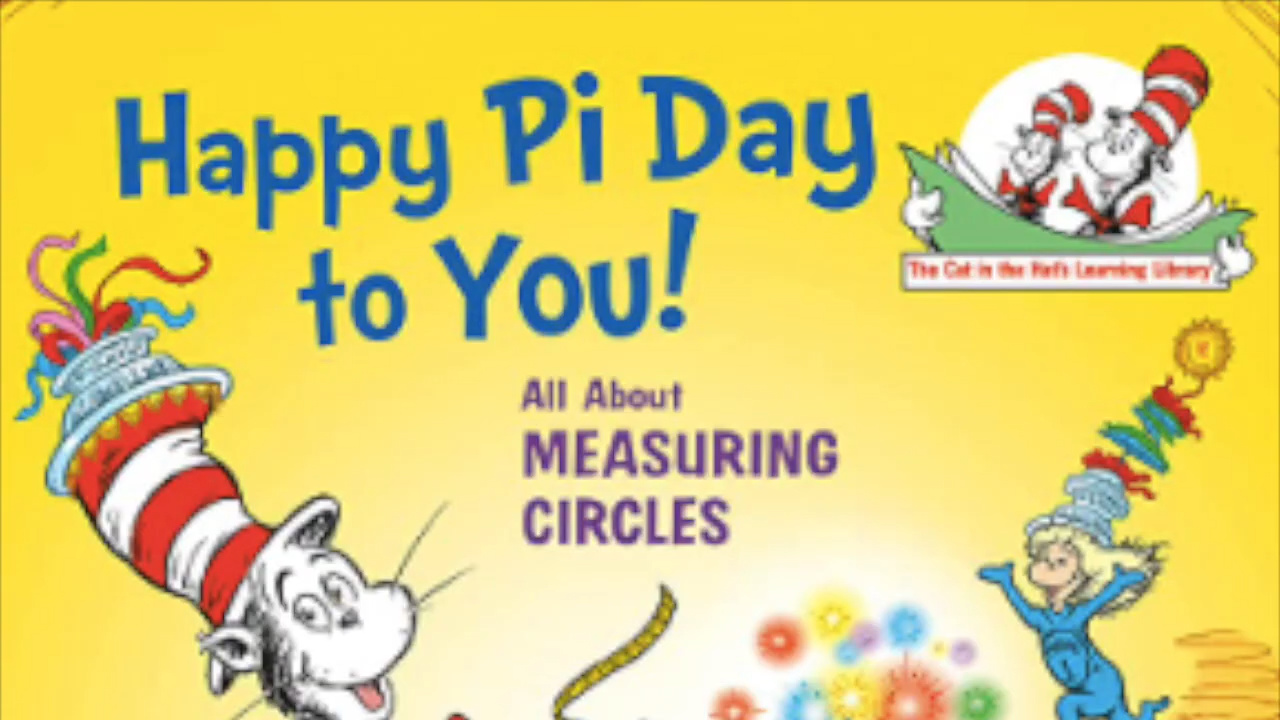 Happy Pi Day
to You!
The Cat in the Hat's Learning Library
All About
MEASURING
CIRCLES